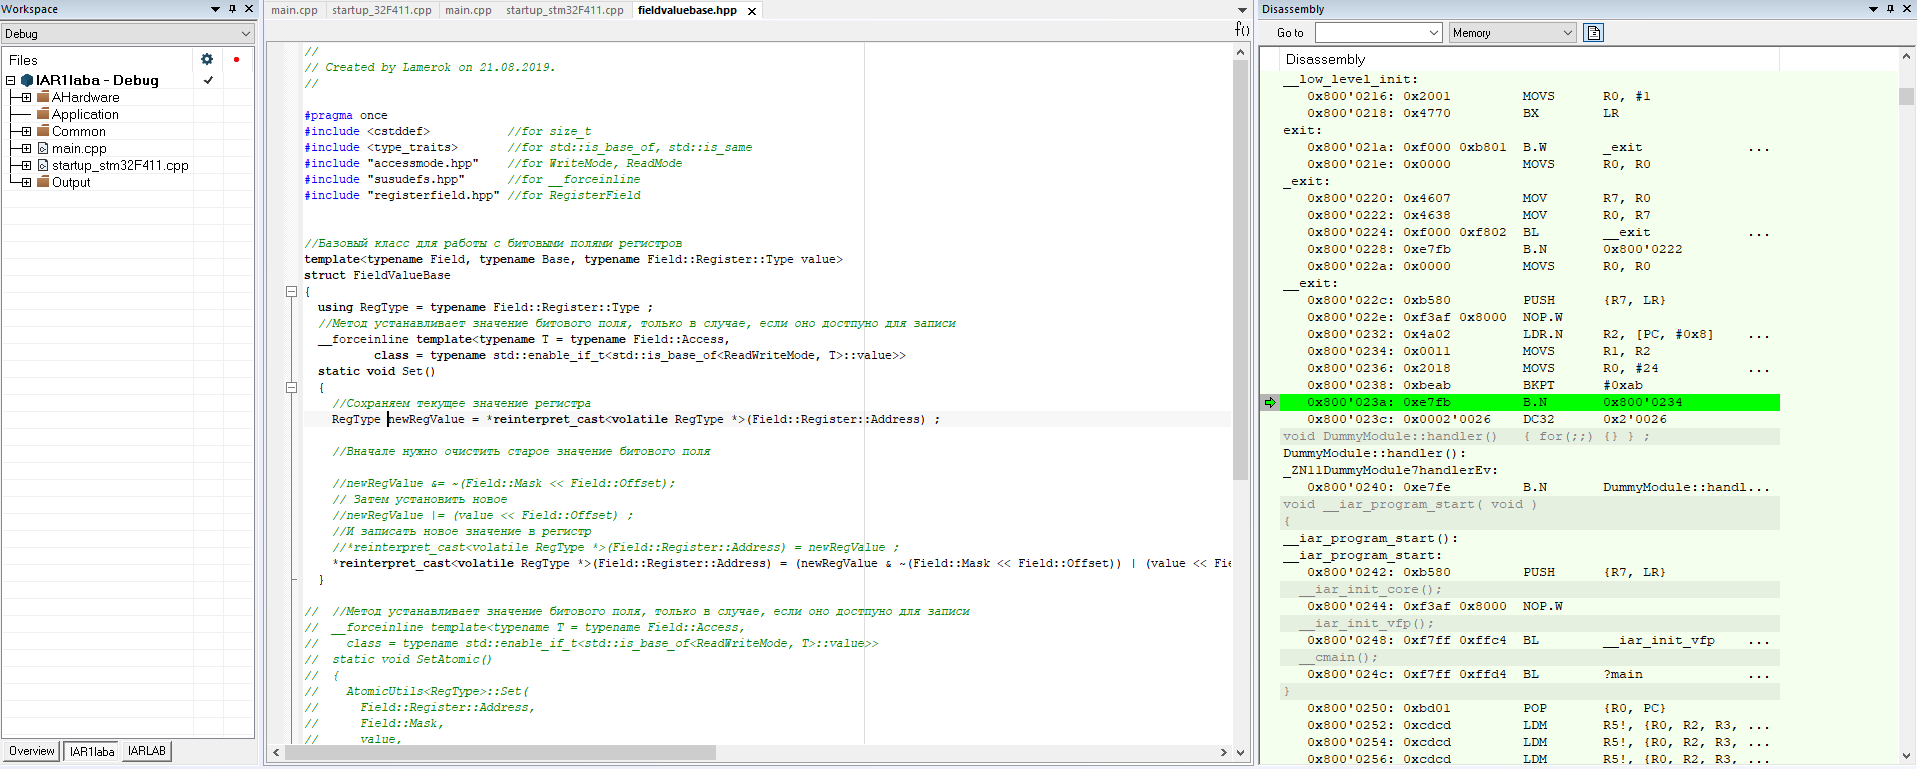 Workspace
Debug
Files
IAR1laba - Debug
AHardware
Application
Common
main.cpp
startup_stm32F411.cpp
Output
Overview IAR1laba IARLAB
main.cpp startup_32F411.cpp main.cpp startup_stm32F411.cpp fieldvaluebase.hpp
f()
//
// Created by Lamerok on 21.08.2019.
//
#pragma once
#include <cstddef> //for size_t
#include <type_traits> //for std::is_base_of, std::is_same
#include "accessmode.hpp" //for WriteMode, ReadMode
#include "susudefs.hpp" //for __forceinline
#include "registerfield.hpp" //for RegisterField
//Базовый класс для работы с битовыми полями регистров
template<typename Field, typename Base, typename Field::Register::Type value>
struct FieldValueBase
{
using RegType = typename Field::Register::Type ;
//Метод устанавливает значение битового поля, только в случае, если оно достпуно для записи
__forceinline template<typename T = typename Field::Access,
class = typename std::enable_if_t<std::is_base_of<ReadWriteMode, T>::value>>
static void Set()
{
//Сохраняем текущее значение регистра
RegType newRegValue = *reinterpret_cast<volatile RegType *>(Field::Register::Address) ;
//Вначале нужно очистить старое значение битового поля
//newRegValue &= ~(Field::Mask << Field::Offset);
// Затем установить новое
//newRegValue |= (value << Field::Offset) ;
//И записать новое значение в регистр
//*reinterpret_cast<volatile RegType *>(Field::Register::Address) = newRegValue ;
*reinterpret_cast<volatile RegType *>(Field::Register::Address) = (newRegValue & ~(Field::Mask << Field::Offset)) | (value << Fie
}
// //Метод устанавливает значение битового поля, только в случае, если оно достпуно для записи
// __forceinline template<typename T = typename Field::Access,
// class = typename std::enable_if_t<std::is_base_of<ReadWriteMode, T>::value>>
// static void SetAtomic()
// {
// AtomicUtils<RegType>::Set(
// Field::Register::Address,
// Field::Mask,
// value,
Disassembly
Go to Memory
Disassembly
__low_level_init:
0x800'0216: 0x2001 MOVS R0, #1
0x800'0218: 0x4770 BX LR
exit:
0x800'021a: 0xf000 0xb801 B.W _exit ...
0x800'021e: 0x0000 MOVS R0, R0
_exit:
0x800'0220: 0x4607 MOV R7, R0
0x800'0222: 0x4638 MOV R0, R7
0x800'0224: 0xf000 0xf802 BL __exit ...
0x800'0228: 0xe7fb B.N 0x800'0222
0x800'022a: 0x0000 MOVS R0, R0
__exit:
0x800'022c: 0xb580 PUSH {R7, LR}
0x800'022e: 0xf3af 0x8000 NOP.W
0x800'0232: 0x4a02 LDR.N R2, [PC, #0x8] ...
0x800'0234: 0x0011 MOVS R1, R2
0x800'0236: 0x2018 MOVS R0, #24 ...
0x800'0238: 0xbeab BKPT #0xab
0x800'023a: 0xe7fb B.N 0x800'0234
0x800'023c: 0x0002'0026 DC32 0x2'0026
void DummyModule::handler() { for(;;) {} } ;
DummyModule::handler():
_ZN11DummyModule7handlerEv:
0x800'0240: 0xe7fe B.N DummyModule::handl...
void __iar_program_start( void )
{
__iar_program_start():
__iar_program_start:
0x800'0242: 0xb580 PUSH {R7, LR}
__iar_init_core();
0x800'0244: 0xf3af 0x8000 NOP.W
__iar_init_vfp();
0x800'0248: 0xf7ff 0xffc4 BL __iar_init_vfp ...
__cmain();
0x800'024c: 0xf7ff 0xffd4 BL ?main ...
}
0x800'0250: 0xbd01 POP {R0, PC}
0x800'0252: 0xcdcd LDM R5!, {R0, R2, R3, ...
0x800'0254: 0xcdcd LDM R5!, {R0, R2, R3, ...
0x800'0256: 0xcdcd LDM R5!, {R0, R2, R3, ...